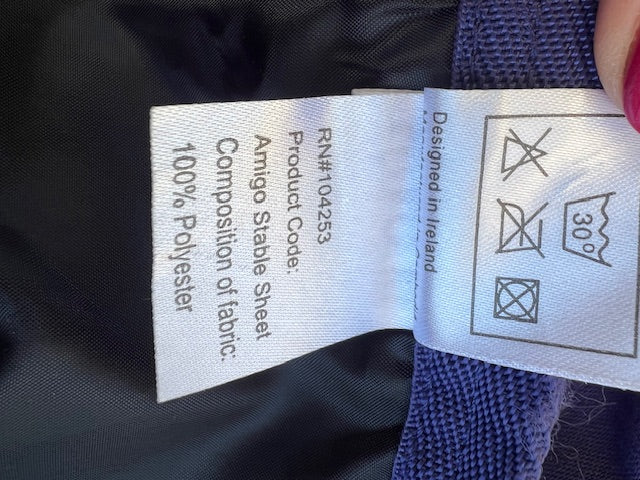 RN#104253
Product Code:
Amigo Stable Sheet
Composition of fabric:
100% Polyester
Designed in Ireland
30°